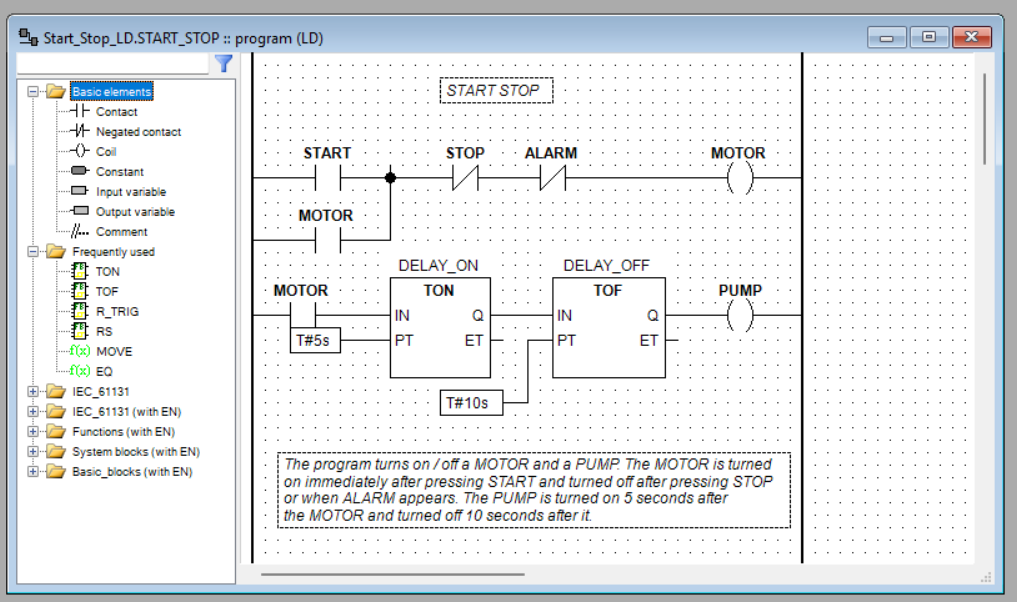 Start_Stop_LD.START_STOP :: program (LD)
Basic elements
Contact
Negated contact
Coil
Constant
Input variable
Output variable
Comment
Frequently used
TON
TOF
R_TRIG
RS
f(x) MOVE
f(x) EQ
IEC_61131
IEC_61131 (with EN)
Functions (with EN)
System blocks (with EN)
Basic_blocks (with EN)
START STOP
START STOP ALARM MOTOR
MOTOR
DELAY_ON DELAY_OFF
MOTOR TON TOF PUMP
IN Q IN Q
T#5s PT ET PT ET
T#10s
The program turns on / off a MOTOR and a PUMP. The MOTOR is turned
on immediately after pressing START and turned off after pressing STOP
or when ALARM appears. The PUMP is turned on 5 seconds after
the MOTOR and turned off 10 seconds after it.